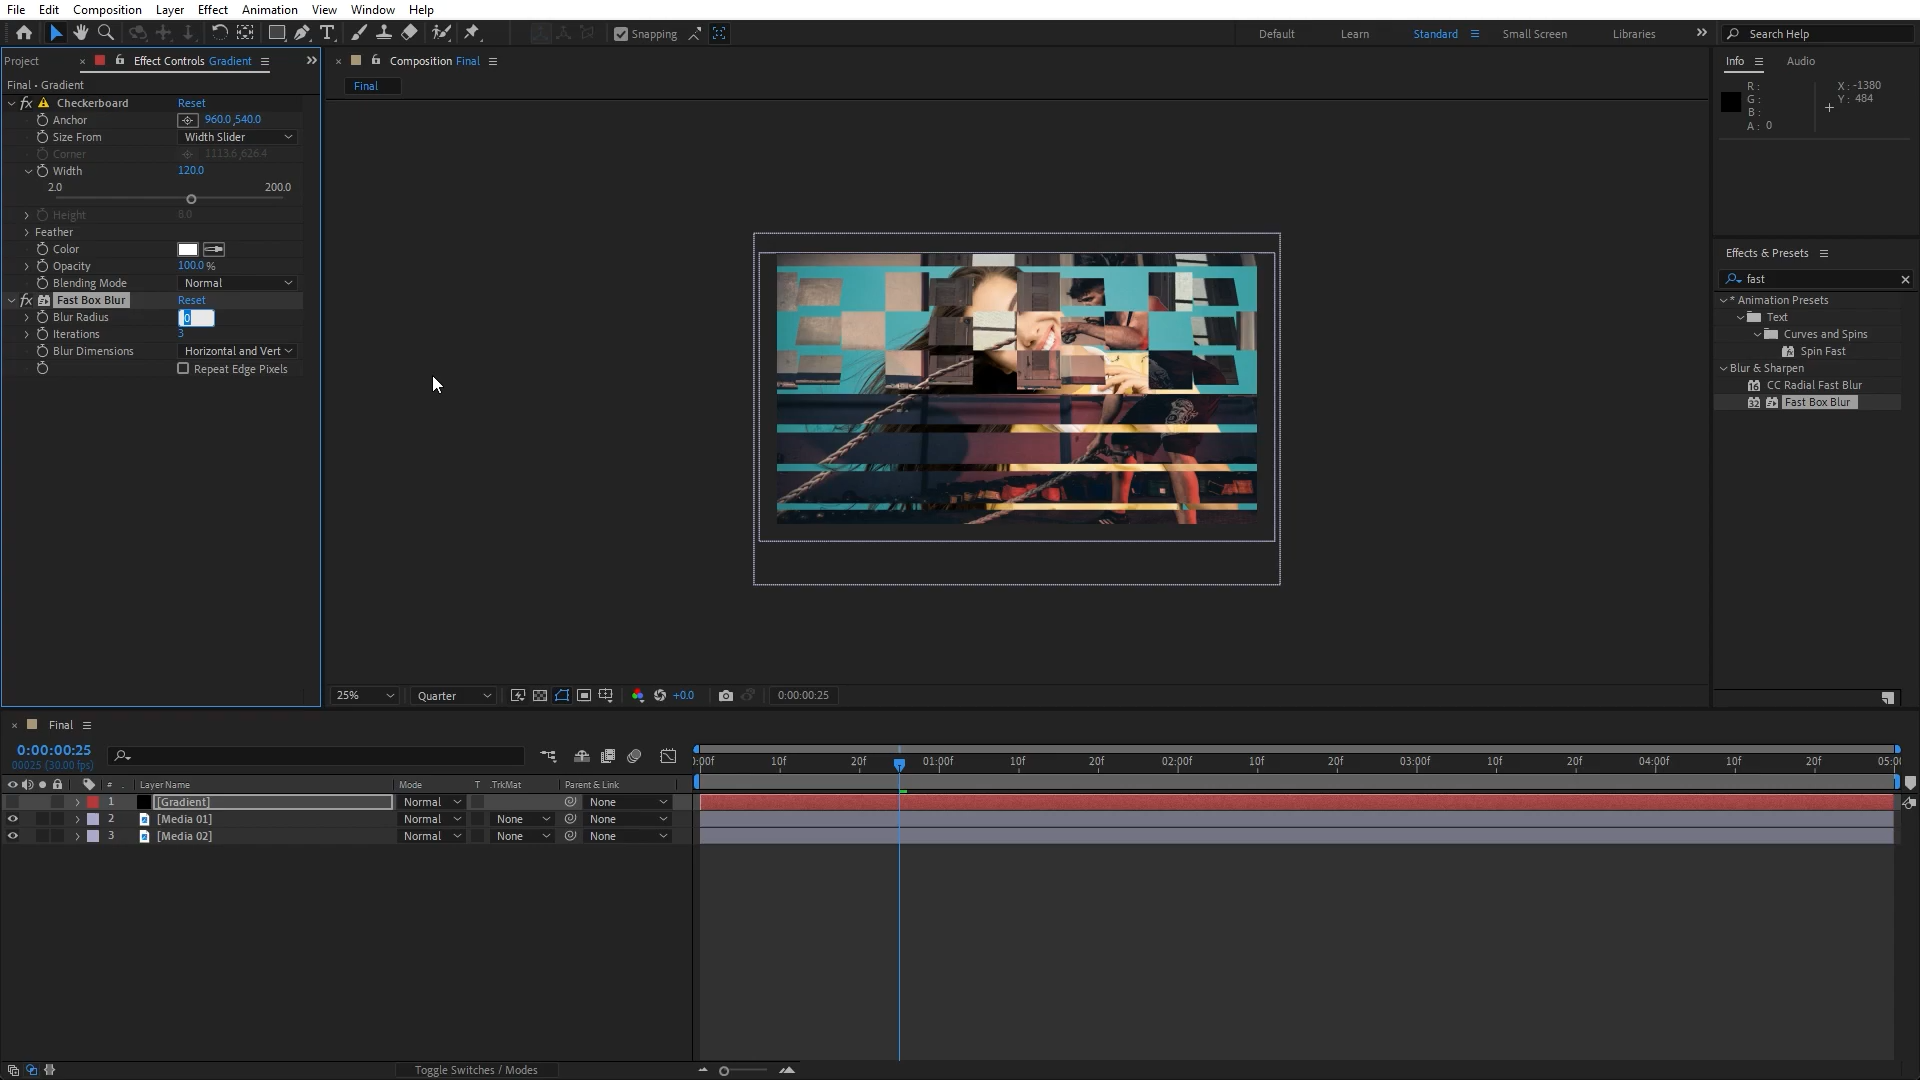 File Edit Composition Layer Effect Animation View Window Help
Snapping Default Learn Standard Small Screen Libraries Search Help
Project Effect Controls Gradient Composition Final Info Audio
Final • Gradient Final
Checkerboard Reset
Anchor 960.0,540.0
Size From Width Slider
Corner 1113.6,626.4
Width 120.0
2.0 200.0
Height 8.0
Feather
Color
Opacity 100.0 %
Blending Mode Normal
Fast Box Blur Reset
Blur Radius 0
Iterations 3
Blur Dimensions Horizontal and Vert
Repeat Edge Pixels
25% Quarter +0.0 0:00:00:25
R : X : -1380
G : Y : 484
B :
A : 0
Effects & Presets
fast
* Animation Presets
Text
Curves and Spins
Spin Fast
Blur & Sharpen
CC Radial Fast Blur
Fast Box Blur
Final
0:00:00:25
00025 (30.00 fps)
):00f 10f 20f 01:00f 10f 20f 02:00f 10f 20f 03:00f 10f 20f 04:00f 10f 20f 05:00
# Layer Name Mode T .TrkMat Parent & Link
1 [Gradient] Normal None
2 [Media 01] Normal None None
3 [Media 02] Normal None None
Toggle Switches / Modes